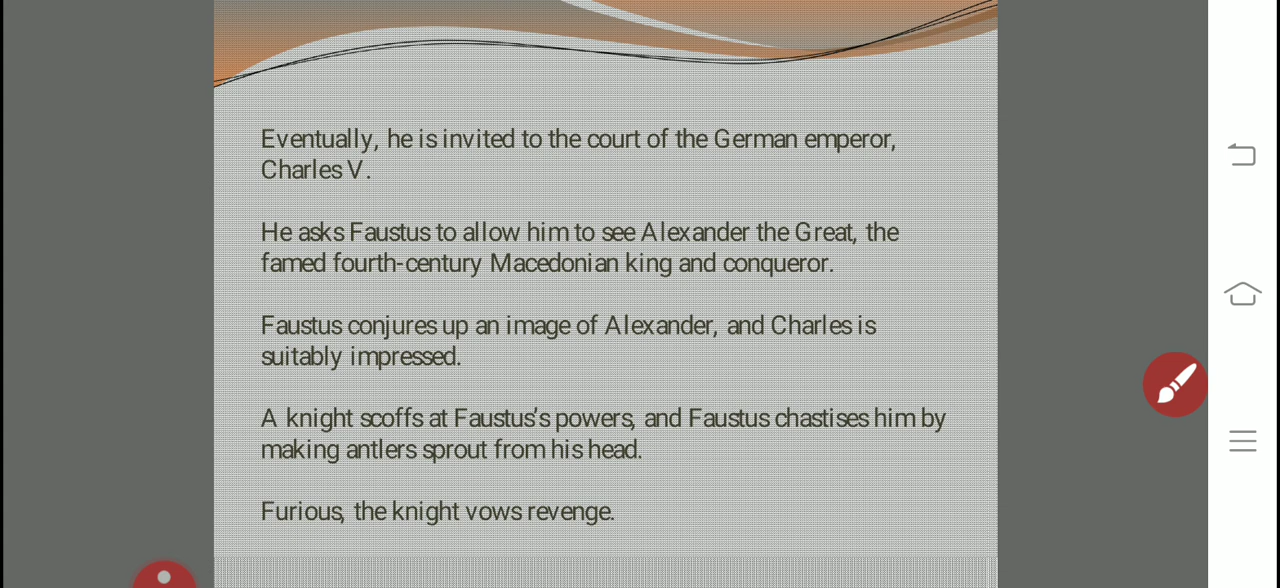 Eventually, he is invited to the court of the German emperor,
Charles V.
He asks Faustus to allow him to see Alexander the Great, the
famed fourth-century Macedonian king and conqueror.
Faustus conjures up an image of Alexander, and Charles is
suitably impressed.
A knight scoffs at Faustus's powers, and Faustus chastises him by
making antlers sprout from his head.
Furious, the knight vows revenge.